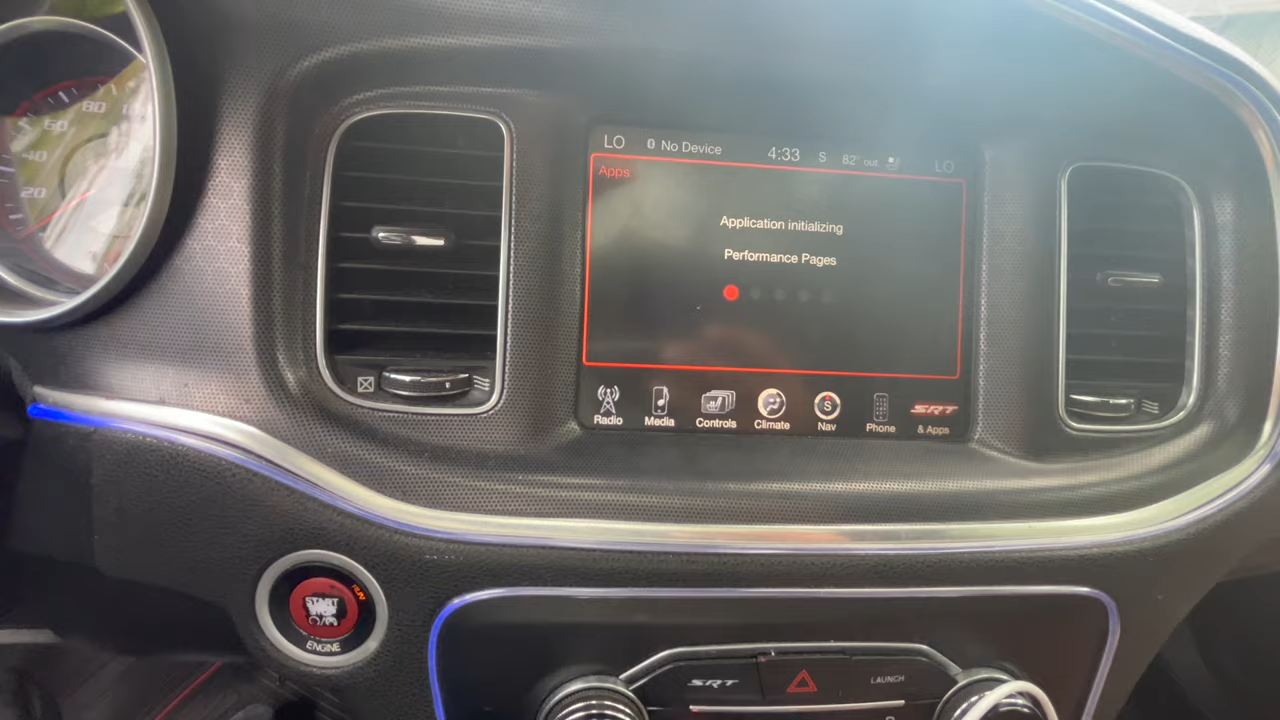 20
40
60
80
LO
No Device
4:33
S
82° out
LO
Apps
Application initializing
Performance Pages
Radio
Media
Controls
Climate
S
Nav
Phone
SRT
& Apps
RUN
START
ENGINE
SRT
LAUNCH